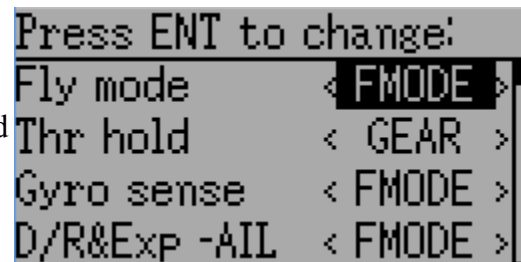 Press ENT to change:
Fly mode < FMODE >
d
Thr hold < GEAR >
Gyro sense < FMODE >
D/R&Exp -AIL < FMODE >